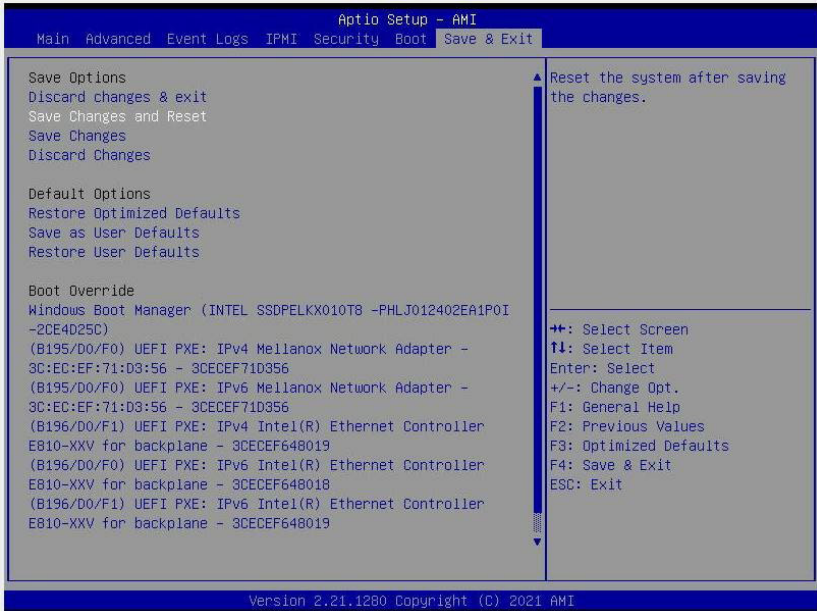 Aptio Setup - AMI
Main Advanced Event Logs IPMI Security Boot Save & Exit
Save Options
Discard changes & exit
Save Changes and Reset
Save Changes
Discard Changes
Default Options
Restore Optimized Defaults
Save as User Defaults
Restore User Defaults
Boot Override
Windows Boot Manager (INTEL SSDPELKX010T8 -PHLJ012402EA1P0I
-2CE4D25C)
(B195/D0/F0) UEFI PXE: IPv4 Mellanox Network Adapter -
3C:EC:EF:71:D3:56 - 3CECEF71D356
(B195/D0/F0) UEFI PXE: IPv6 Mellanox Network Adapter -
3C:EC:EF:71:D3:56 - 3CECEF71D356
(B196/D0/F1) UEFI PXE: IPv4 Intel(R) Ethernet Controller
E810-XXV for backplane - 3CECEF648019
(B196/D0/F0) UEFI PXE: IPv6 Intel(R) Ethernet Controller
E810-XXV for backplane - 3CECEF648018
(B196/D0/F1) UEFI PXE: IPv6 Intel(R) Ethernet Controller
E810-XXV for backplane - 3CECEF648019
Reset the system after saving
the changes.
→←: Select Screen
↑↓: Select Item
Enter: Select
+/-: Change Opt.
F1: General Help
F2: Previous Values
F3: Optimized Defaults
F4: Save & Exit
ESC: Exit
Version 2.21.1280 Copyright (C) 2021 AMI